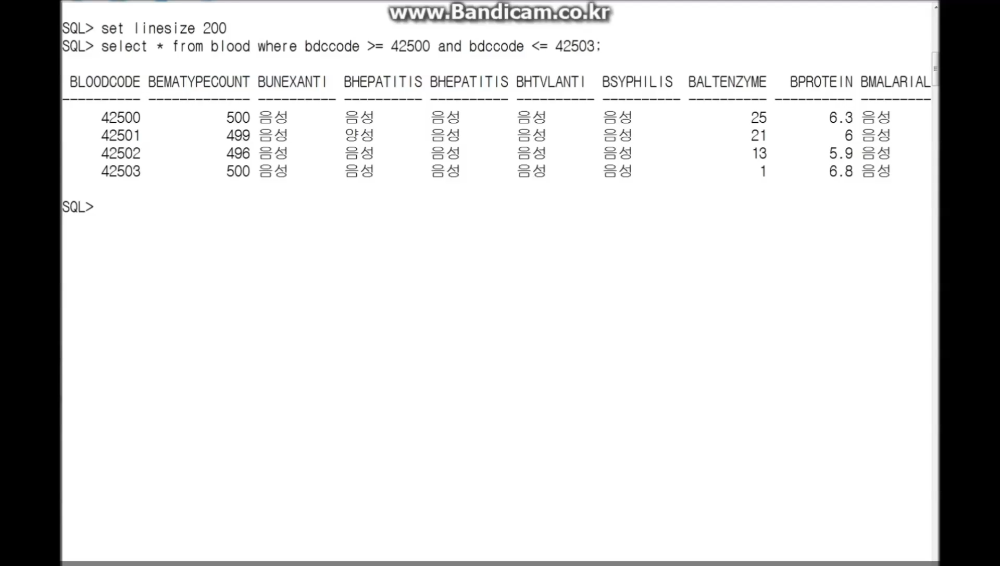 www.Bandicam.co.kr
SQL> set linesize 200
SQL> select * from blood where bdccode >= 42500 and bdccode <= 42503;
BLOODCODE BEMATYPECOUNT BUNEXANTI BHEPATITIS BHEPATITIS BHTVLANTI BSYPHILIS BALTENZYME BPROTEIN BMALARIAL
---------- ------------- ---------- ---------- ---------- ---------- ---------- ---------- ---------- ---------
42500 500 음성 음성 음성 음성 음성 25 6.3 음성
42501 499 음성 양성 음성 음성 음성 21 6 음성
42502 496 음성 음성 음성 음성 음성 13 5.9 음성
42503 500 음성 음성 음성 음성 음성 1 6.8 음성
SQL>